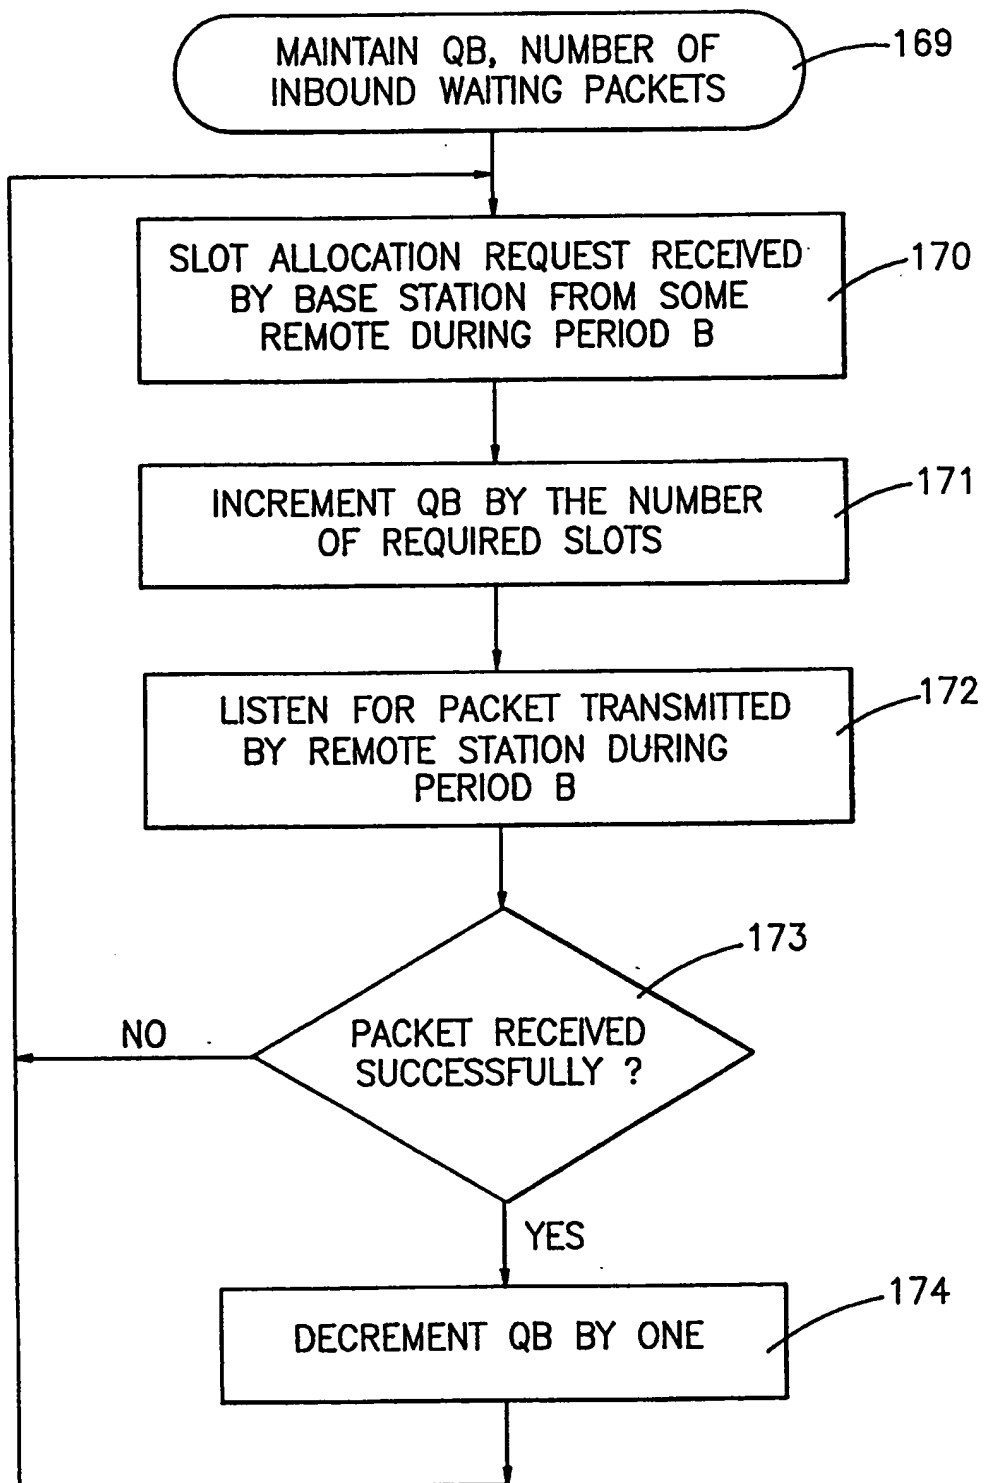 MAINTAIN QB, NUMBER OF
INBOUND WAITING PACKETS
169
SLOT ALLOCATION REQUEST RECEIVED
BY BASE STATION FROM SOME
REMOTE DURING PERIOD B
170
INCREMENT QB BY THE NUMBER
OF REQUIRED SLOTS
171
LISTEN FOR PACKET TRANSMITTED
BY REMOTE STATION DURING
PERIOD B
172
173
PACKET RECEIVED
SUCCESSFULLY ?
NO
YES
DECREMENT QB BY ONE
174